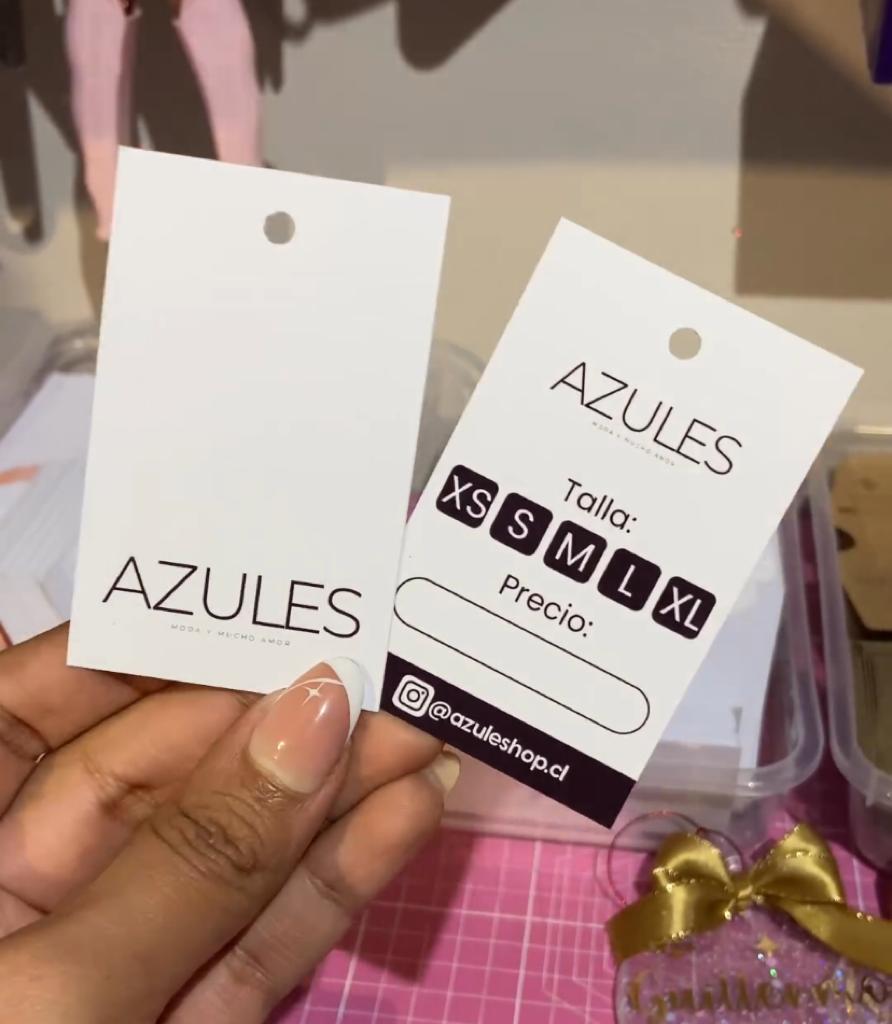 AZULES
MODA Y MUCHO AMOR
AZULES
MODA Y MUCHO AMOR
Talla:
XS S M L XL
Precio:
@azuleshop.cl